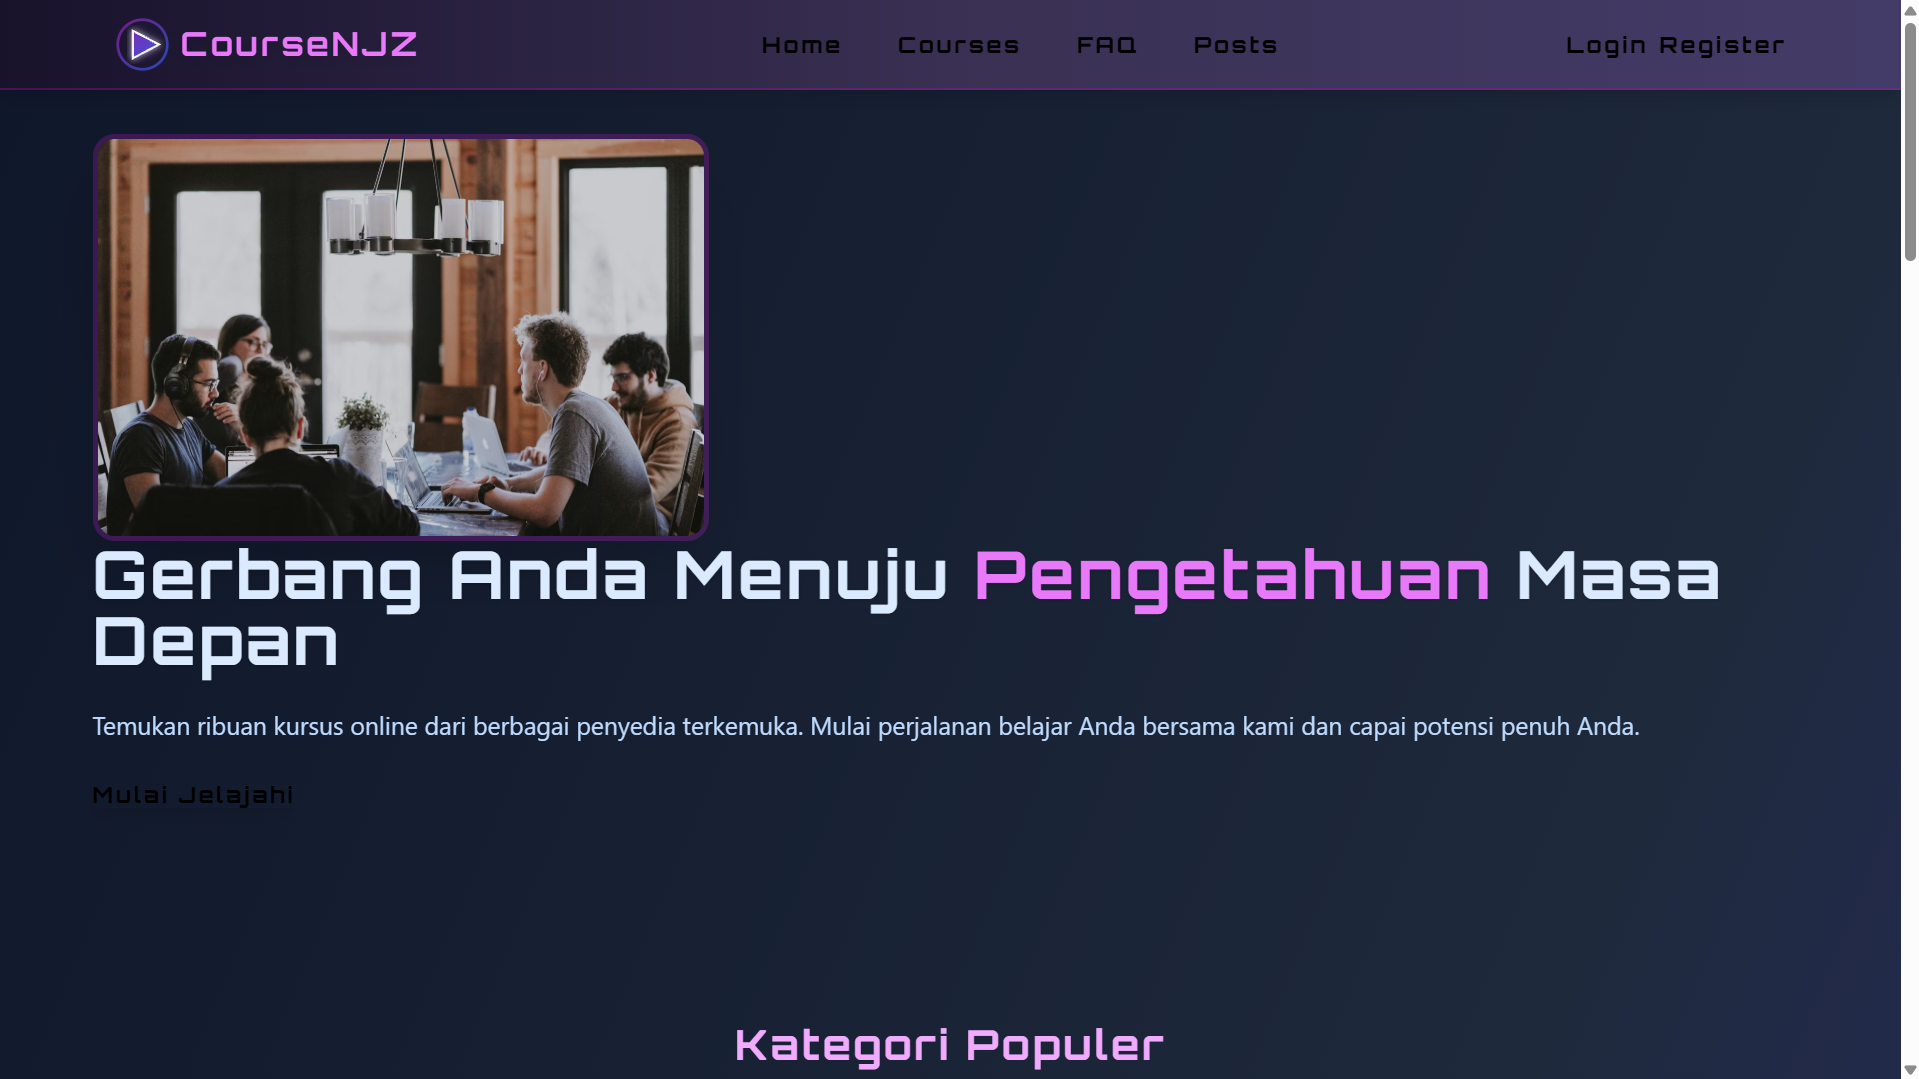 CourseNJZ
Home Courses FAQ Posts
Login Register
Gerbang Anda Menuju Pengetahuan Masa
Depan
Temukan ribuan kursus online dari berbagai penyedia terkemuka. Mulai perjalanan belajar Anda bersama kami dan capai potensi penuh Anda.
Mulai Jelajahi
Kategori Populer